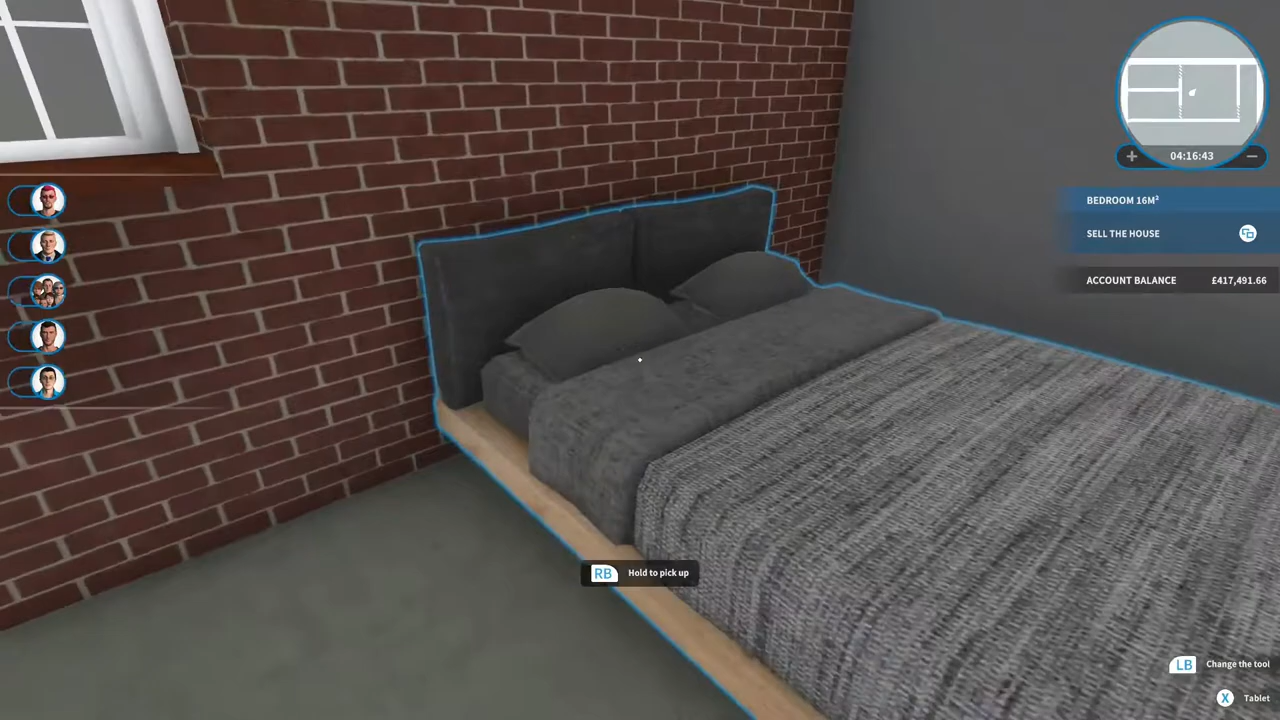 04:16:43
BEDROOM 16M²
SELL THE HOUSE
ACCOUNT BALANCE £417,491.66
RB Hold to pick up
LB Change the tool
X Tablet